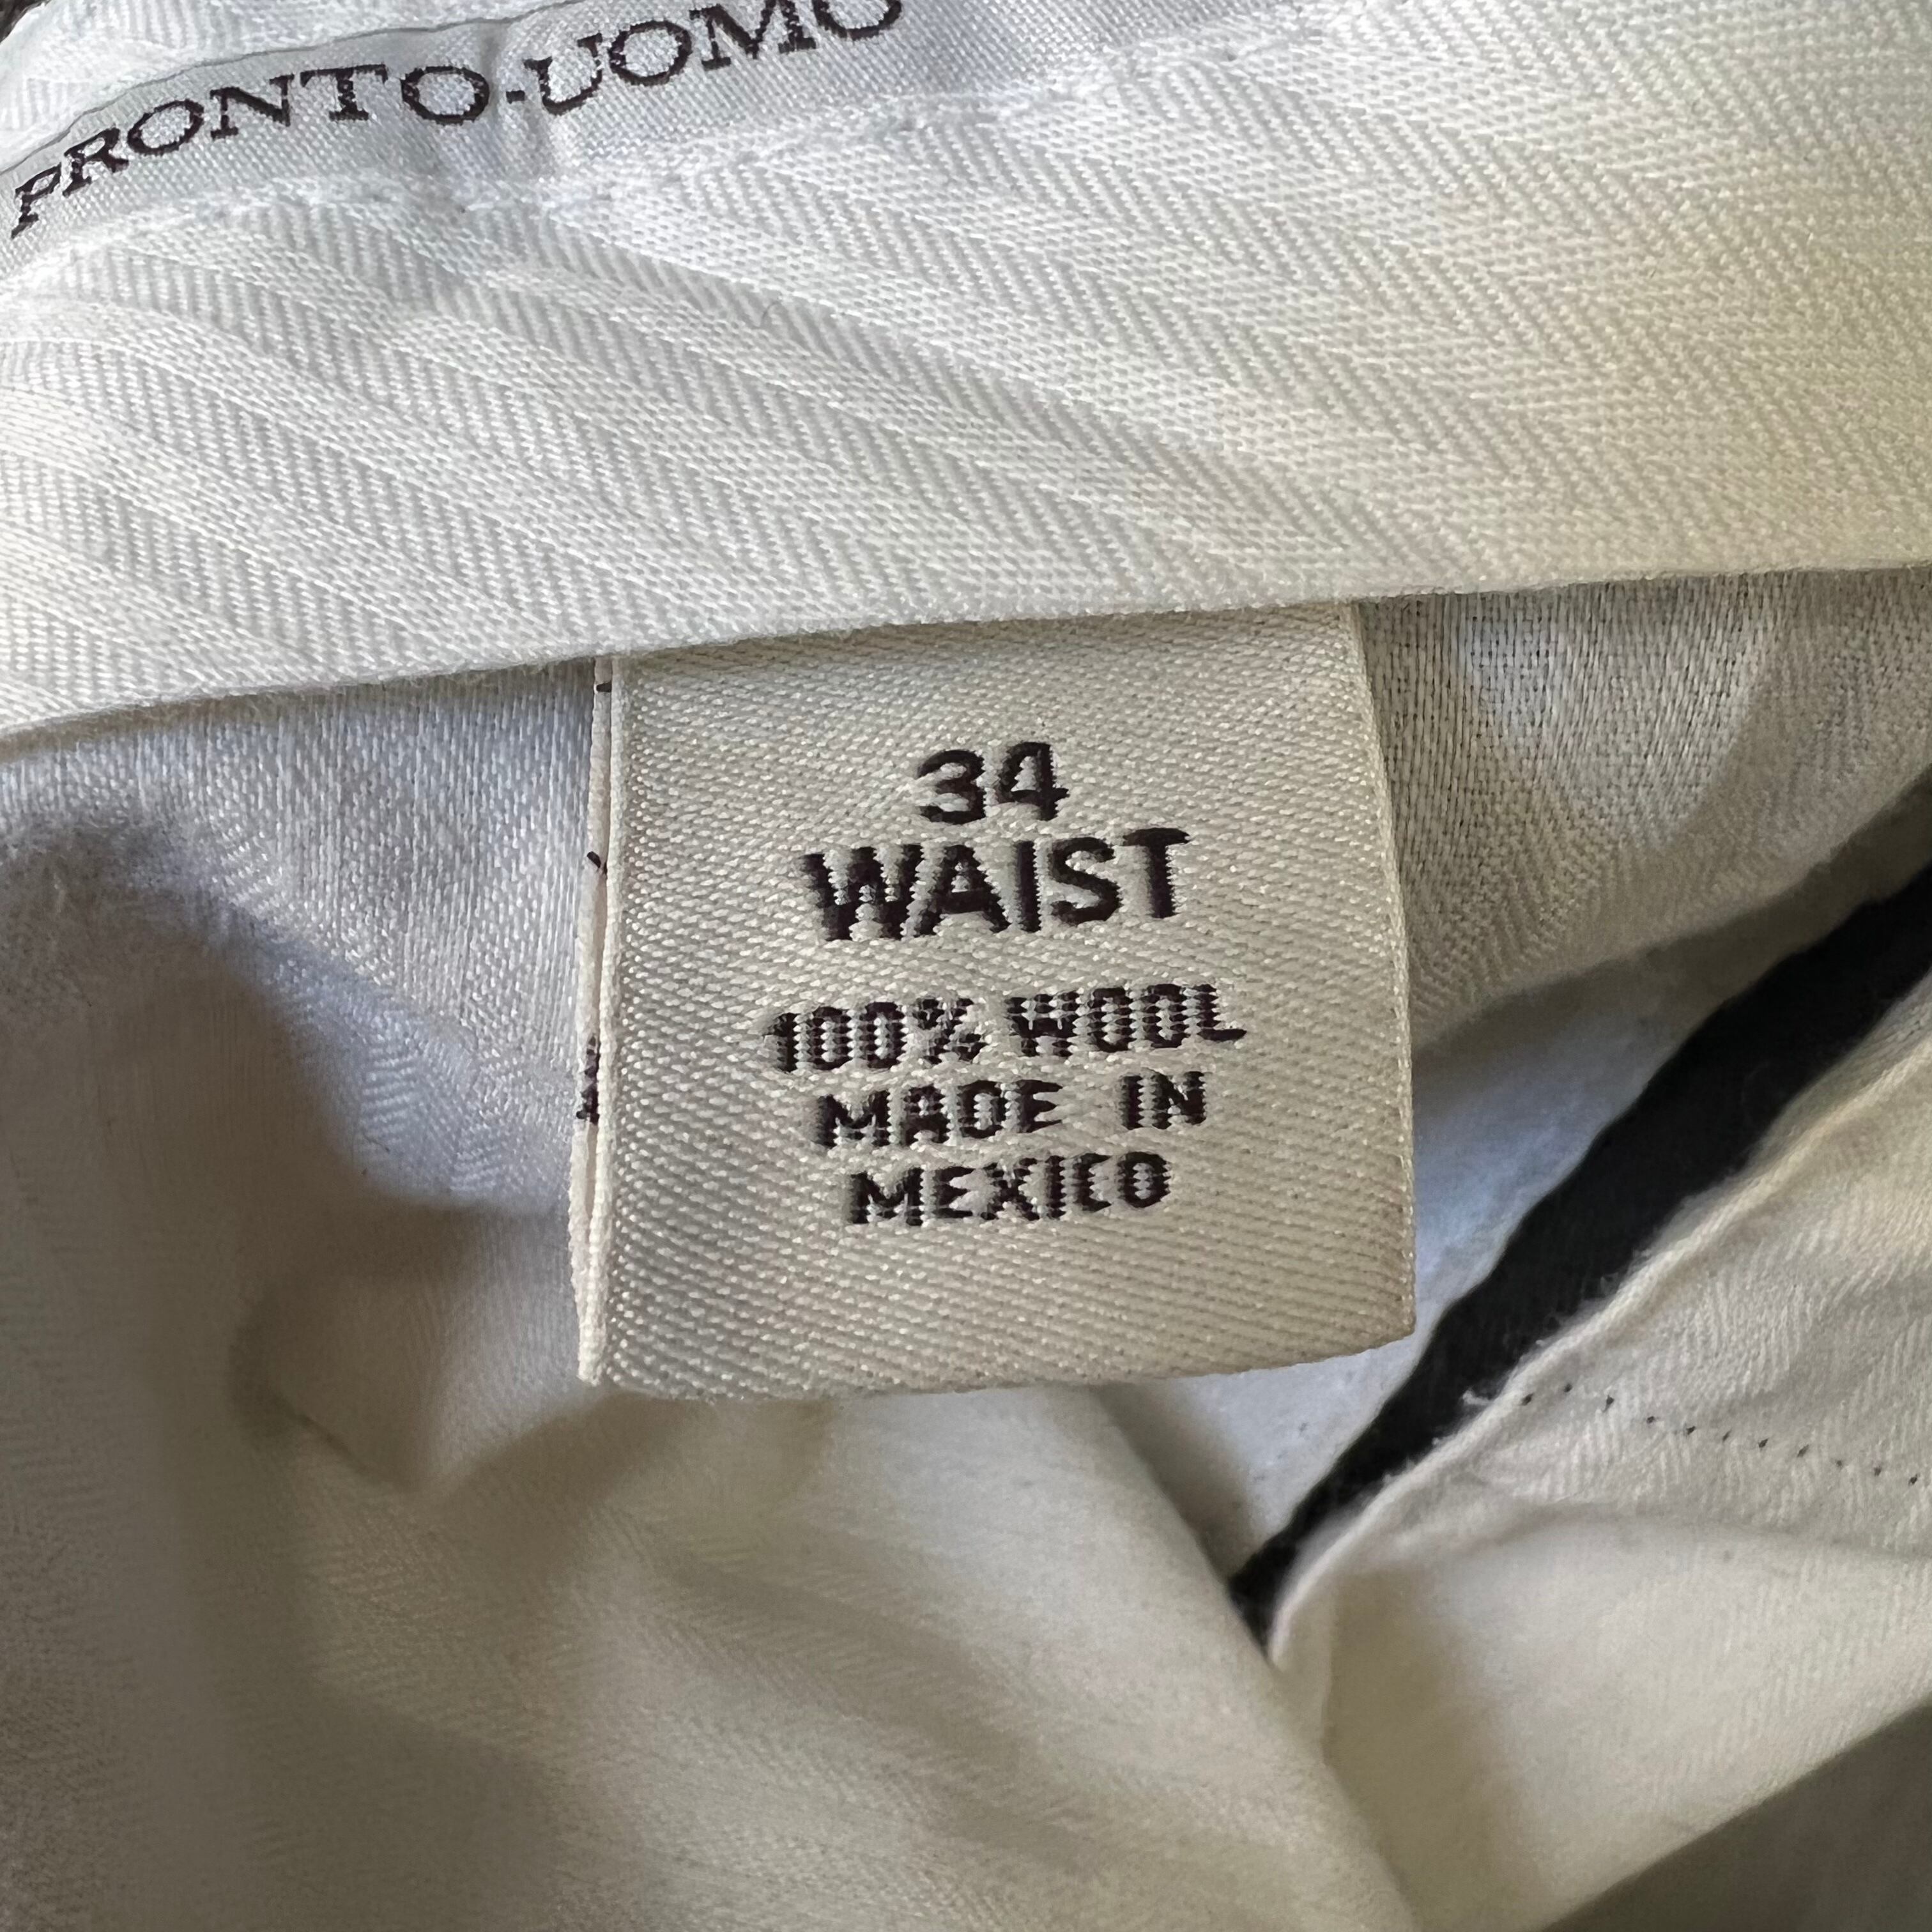 PRONTO-UOMO
34
WAIST
100% WOOL
MADE IN
MEXICO